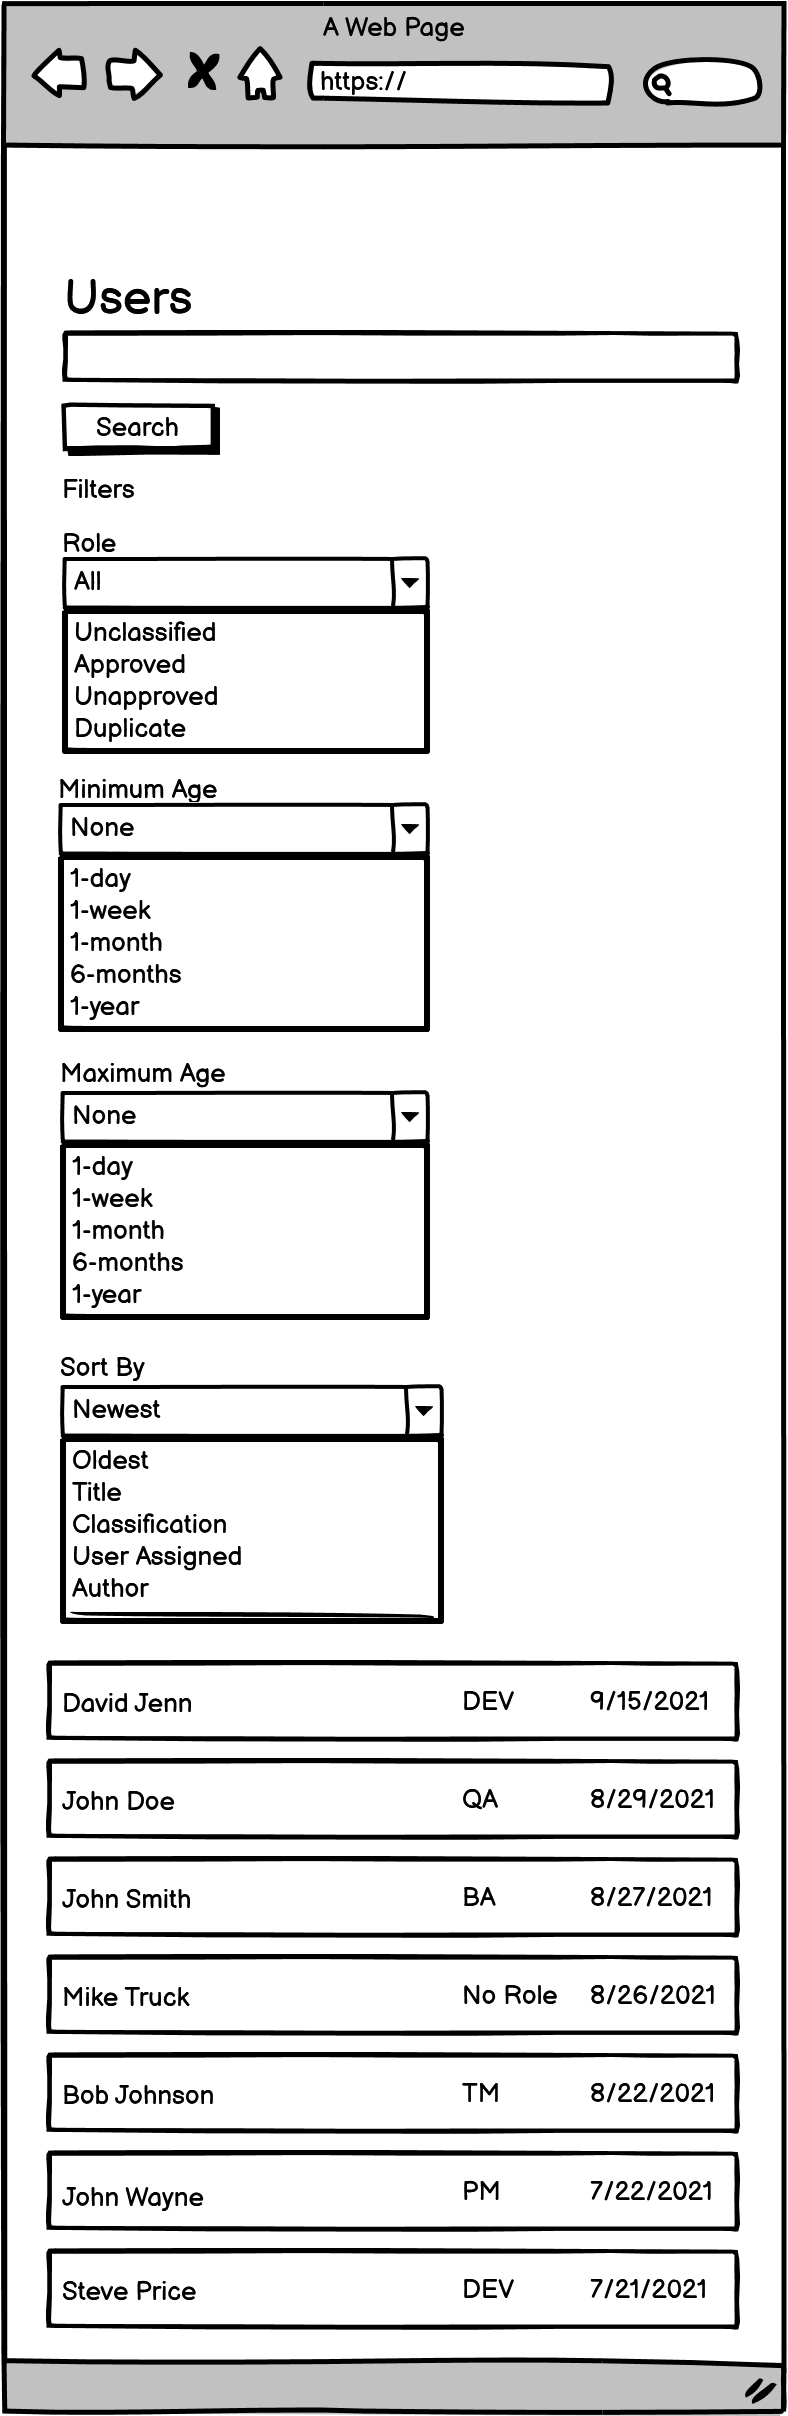 A Web Page
https://
Users
Search
Filters
Role
All
Unclassified
Approved
Unapproved
Duplicate
Minimum Age
None
1-day
1-week
1-month
6-months
1-year
Maximum Age
None
1-day
1-week
1-month
6-months
1-year
Sort By
Newest
Oldest
Title
Classification
User Assigned
Author
David Jenn DEV 9/15/2021
John Doe QA 8/29/2021
John Smith BA 8/27/2021
Mike Truck No Role 8/26/2021
Bob Johnson TM 8/22/2021
John Wayne PM 7/22/2021
Steve Price DEV 7/21/2021